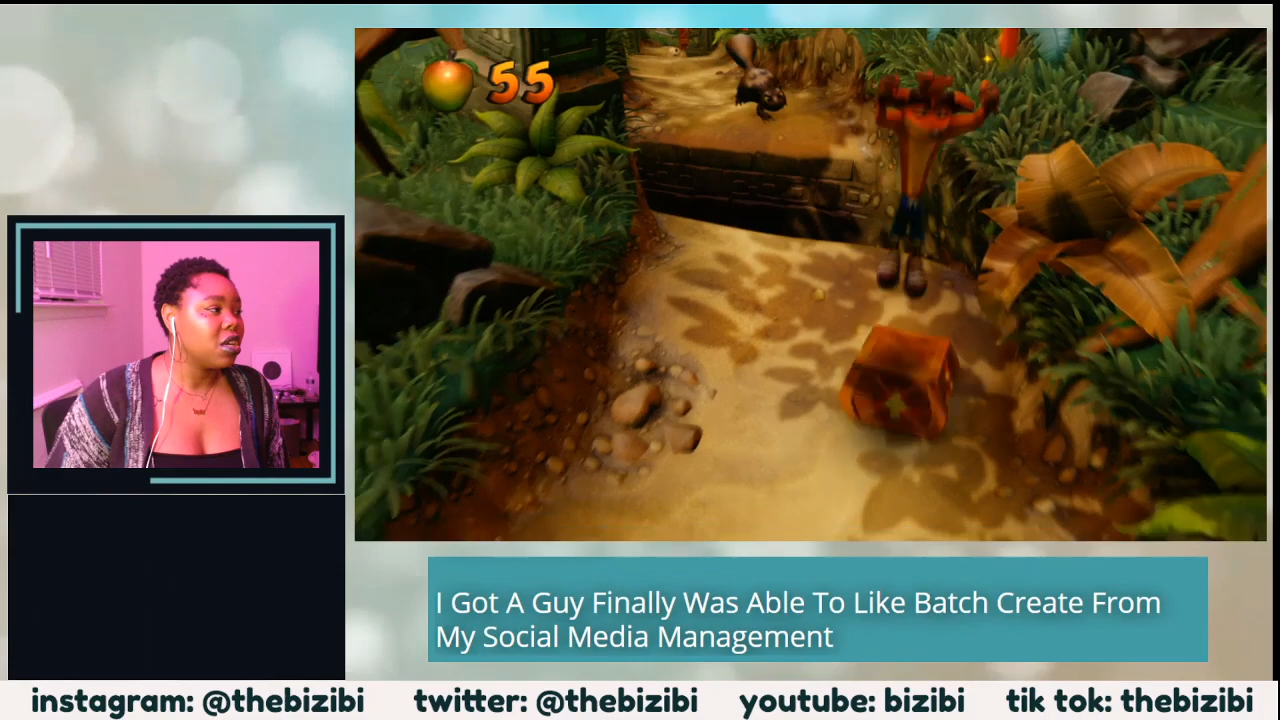 55
I Got A Guy Finally Was Able To Like Batch Create From
My Social Media Management
instagram: @thebizibi twitter: @thebizibi youtube: bizibi tik tok: thebizibi